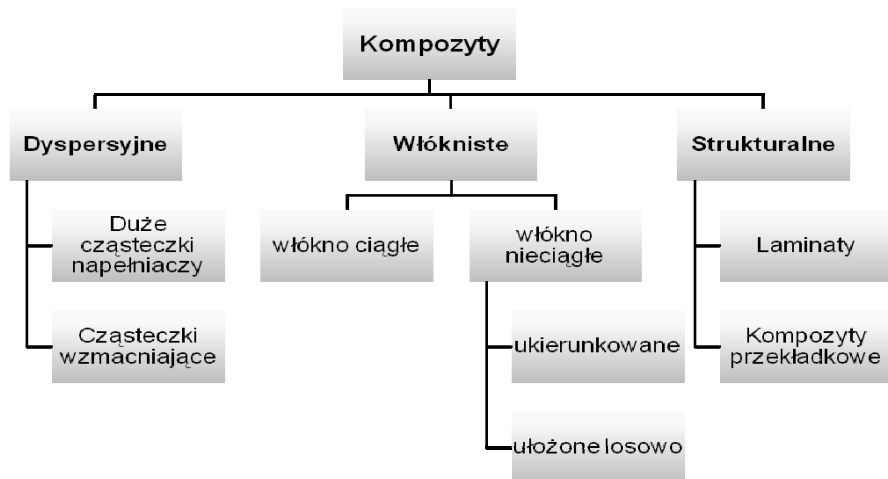 Kompozyty
Dyspersyjne
Włókniste
Strukturalne
Duże
cząsteczki
napełniaczy
Cząsteczki
wzmacniające
włókno ciągłe
włókno
nieciągłe
ukierunkowane
ułożone losowo
Laminaty
Kompozyty
przekładkowe